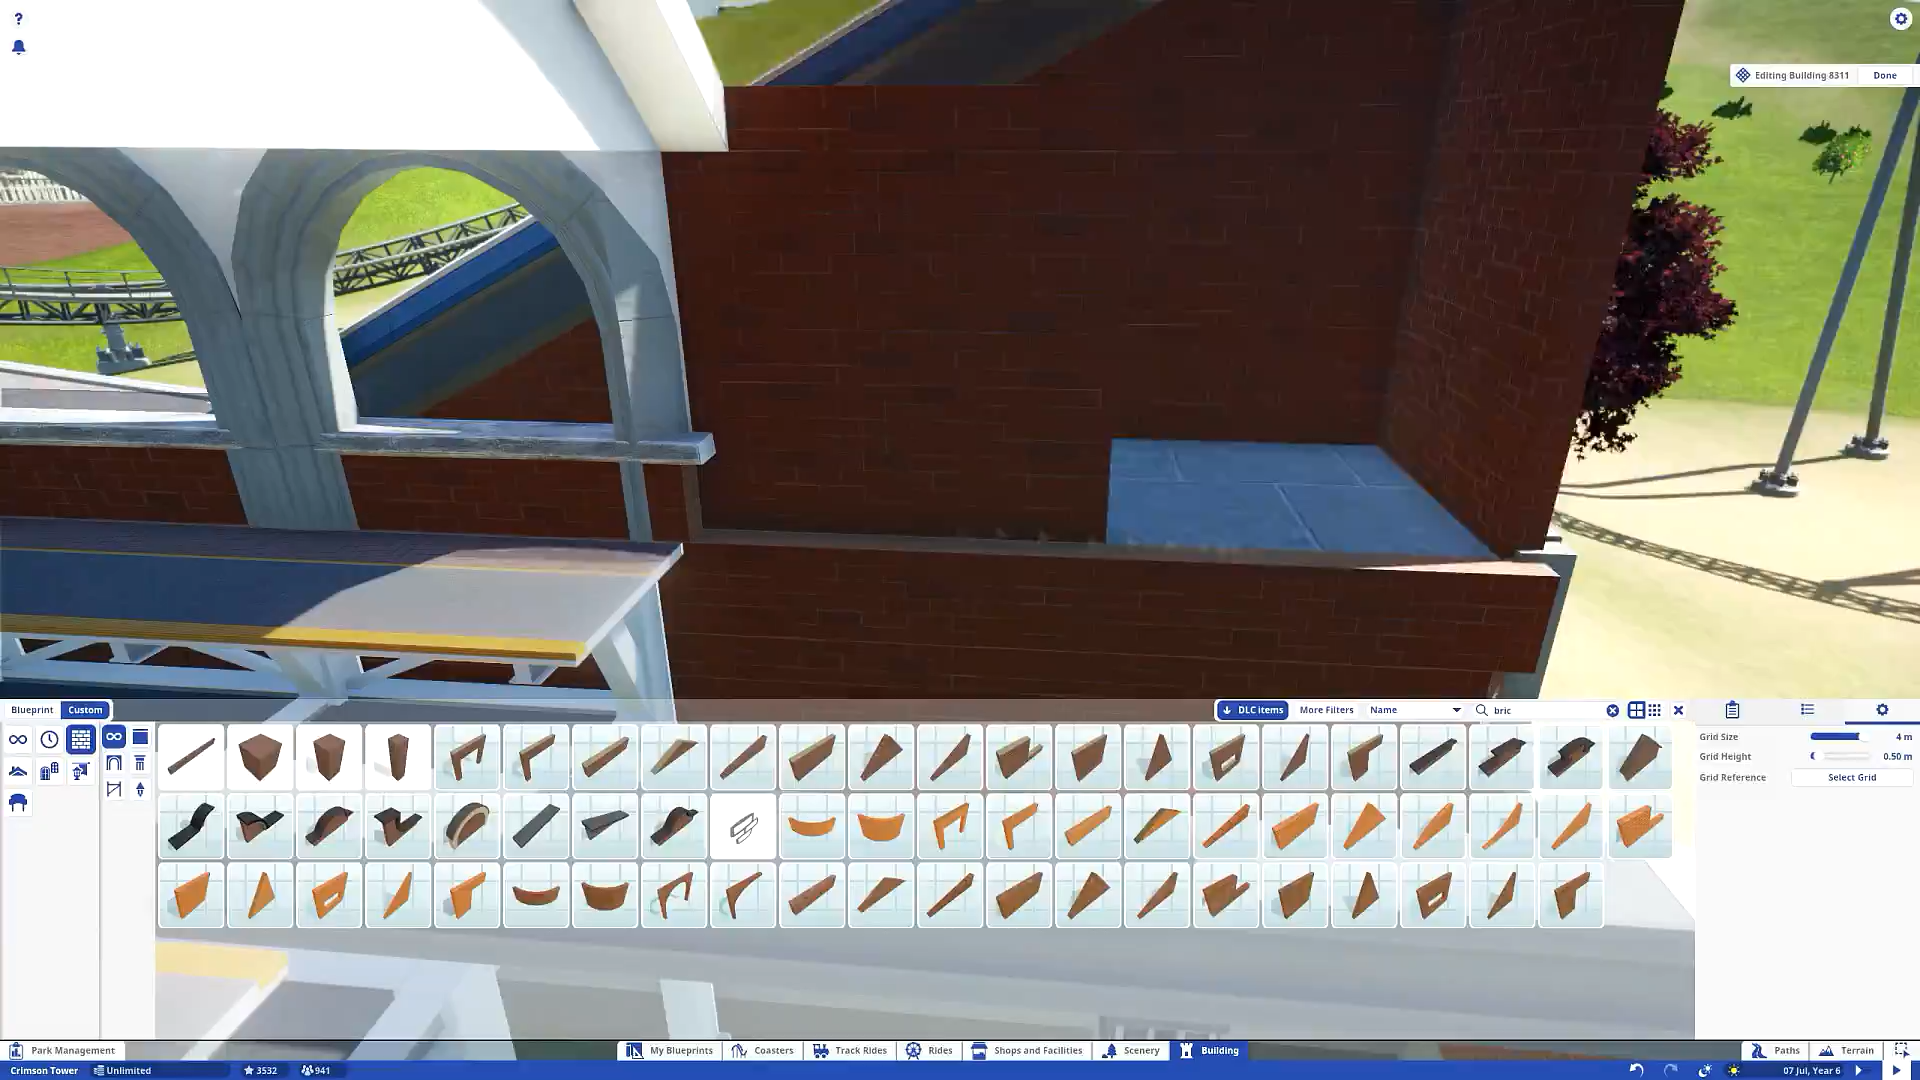 ?
Editing Building 8311 Done
Blueprint Custom
DLC items More Filters Name bric
Grid Size 4 m
Grid Height 0.50 m
Grid Reference Select Grid
Park Management My Blueprints Coasters Track Rides Rides Shops and Facilities Scenery Building Paths Terrain
Crimson Tower Unlimited 3532 941 07 Jul, Year 6